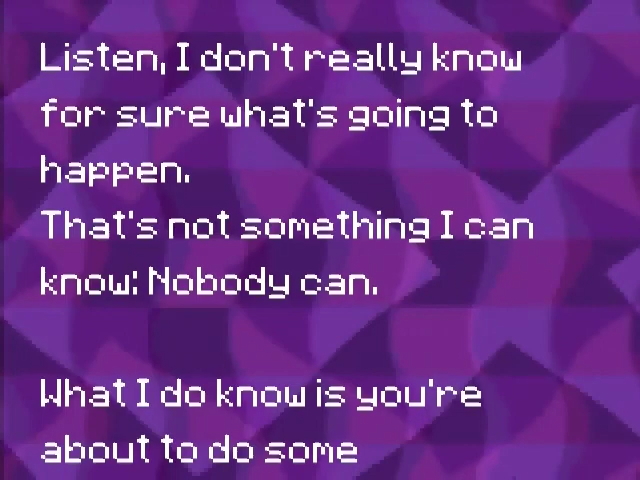 Listen, I don't really know
for sure what's going to
happen.
That's not something I can
know: Nobody can.
What I do know is you're
about to do some